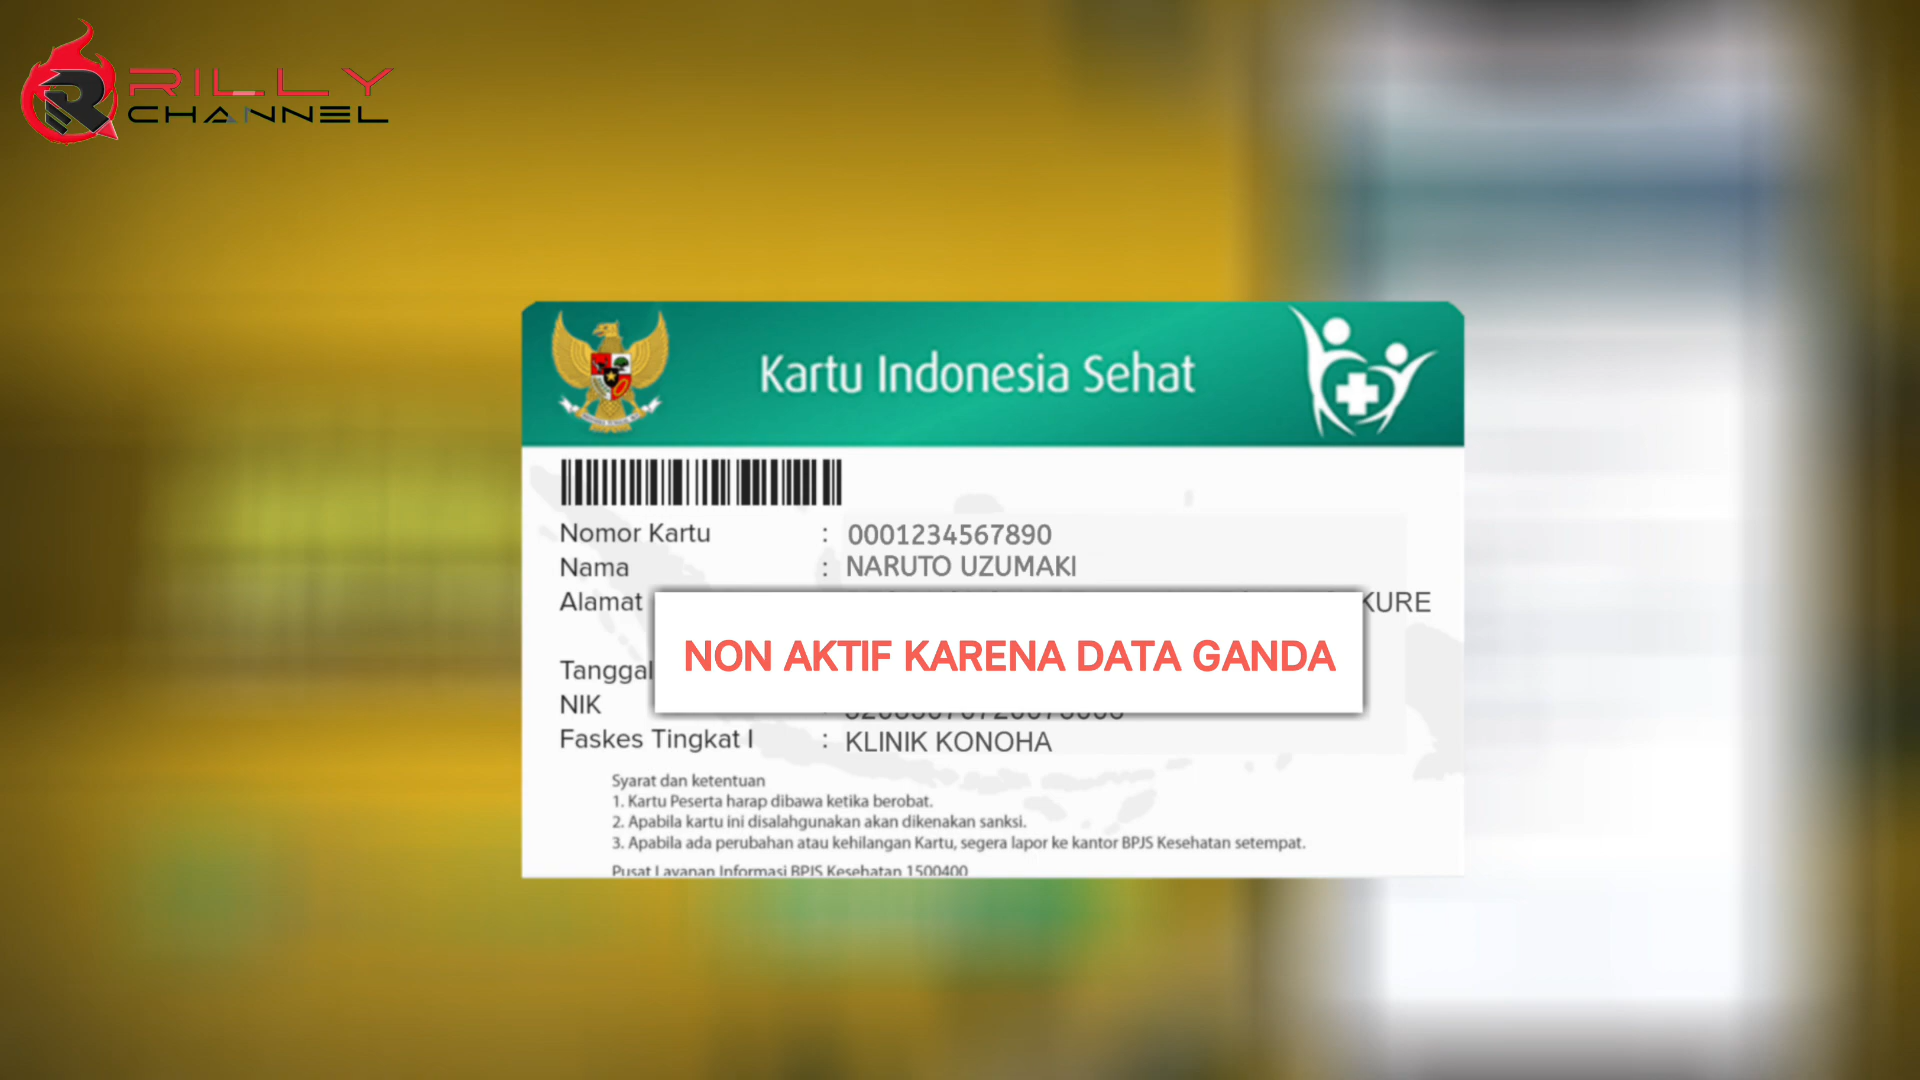 RILLY
CHANNEL
Kartu Indonesia Sehat
Nomor Kartu : 0001234567890
Nama : NARUTO UZUMAKI
Alamat KURE
NON AKTIF KARENA DATA GANDA
Tanggal
NIK :
Faskes Tingkat I : KLINIK KONOHA
Syarat dan ketentuan
1. Kartu Peserta harap dibawa ketika berobat.
2. Apabila kartu ini disalahgunakan akan dikenakan sanksi.
3. Apabila ada perubahan atau kehilangan Kartu, segera lapor ke kantor BPJS Kesehatan setempat.
Pusat Layanan Informasi BPJS Kesehatan 1500400